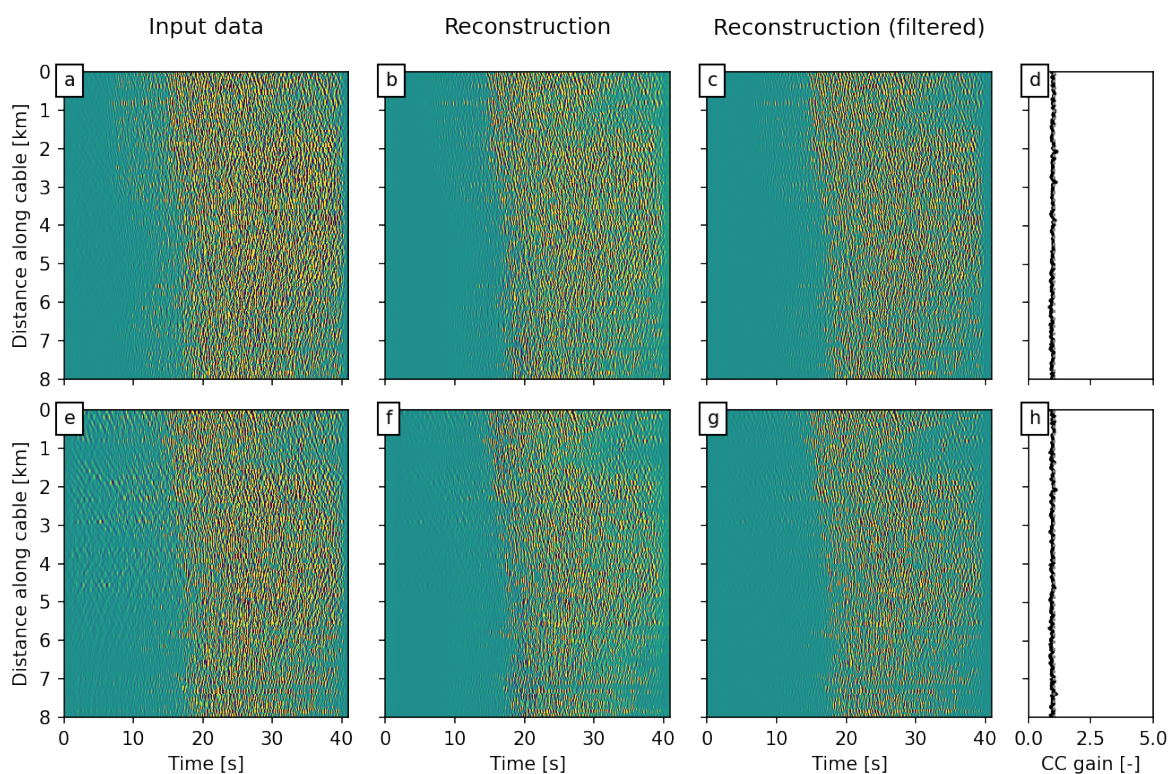 Input data
Reconstruction
Reconstruction (filtered)
a
b
c
d
0
1
2
3
4
5
6
7
8
Distance along cable [km]
e
f
g
h
0
1
2
3
4
5
6
7
8
Distance along cable [km]
0 10 20 30 40
0 10 20 30 40
0 10 20 30 40
0.0 2.5 5.0
Time [s]
Time [s]
Time [s]
CC gain [-]